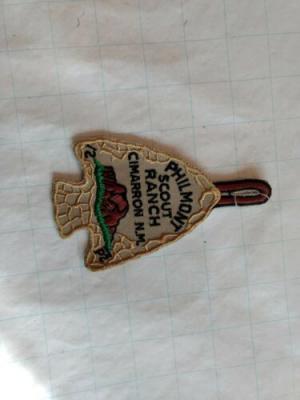 PHILMONT
SCOUT
RANCH
CIMARRON N.M.